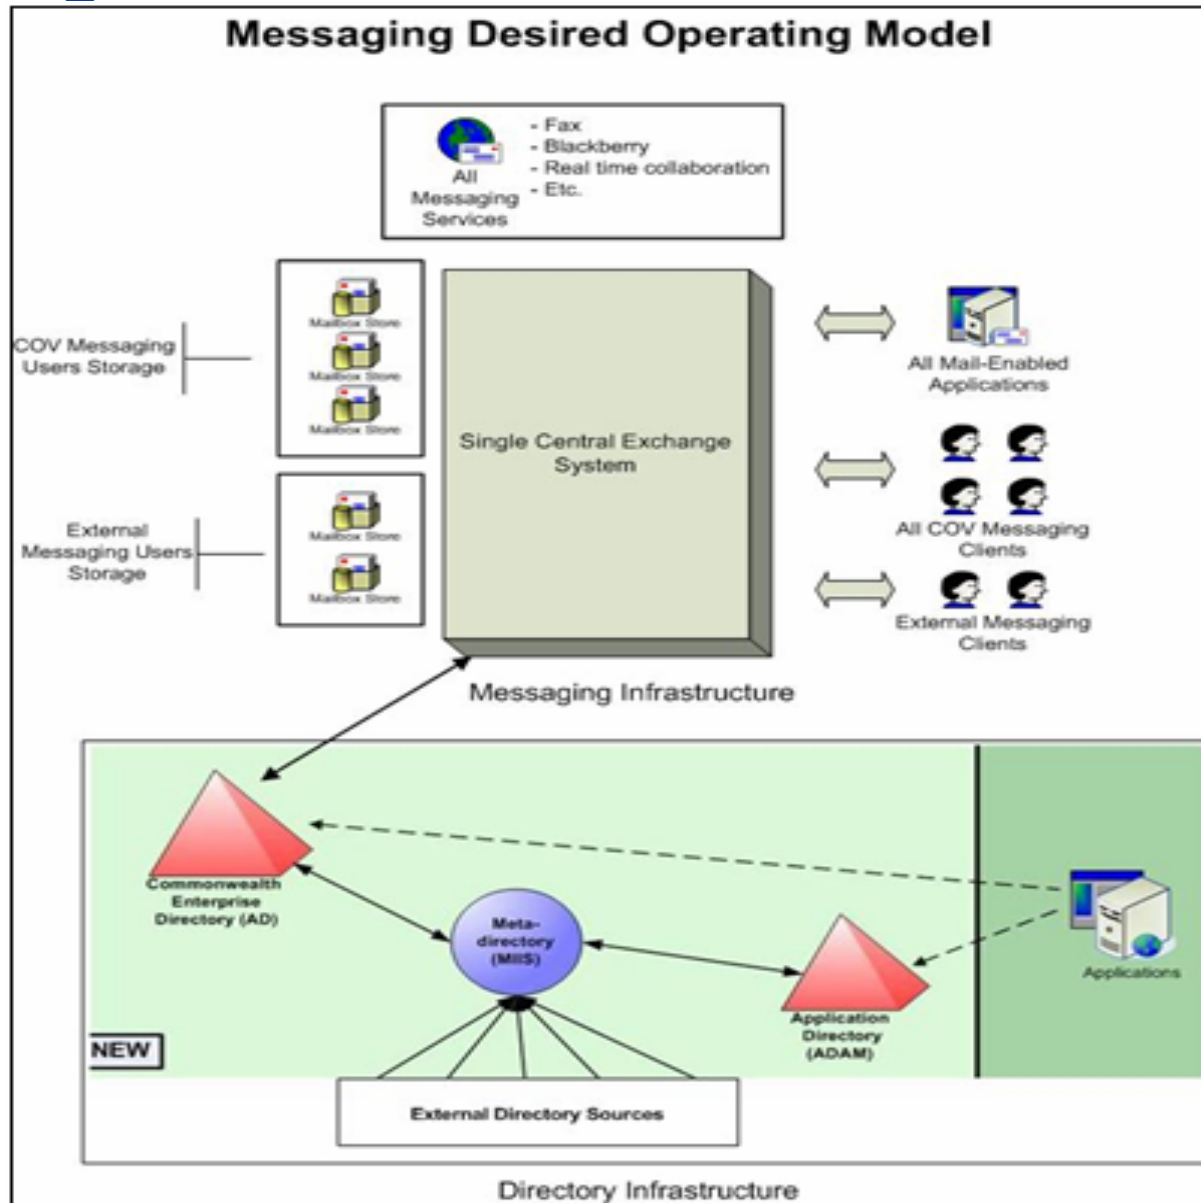 Messaging Desired Operating Model
All
Messaging
Services
- Fax
- Blackberry
- Real time collaboration
- Etc.
COV Messaging
Users Storage
Mailbox Store
Mailbox Store
Mailbox Store
External
Messaging Users
Storage
Mailbox Store
Mailbox Store
Single Central Exchange
System
All Mail-Enabled
Applications
All COV Messaging
Clients
External Messaging
Clients
Messaging Infrastructure
Commonwealth
Enterprise
Directory (AD)
Meta-
directory
(MIIS)
Application
Directory
(ADAM)
Applications
NEW
External Directory Sources
Directory Infrastructure